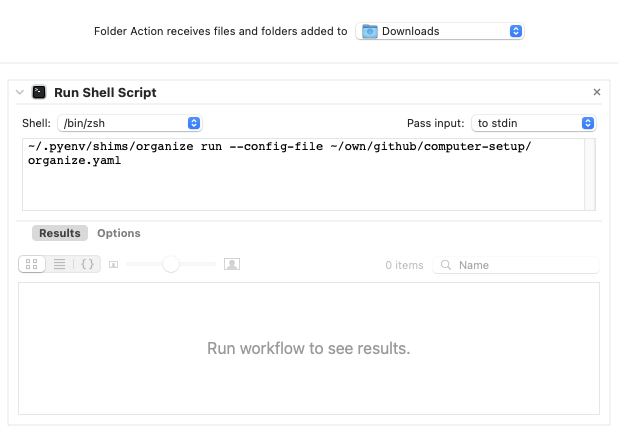 Folder Action receives files and folders added to Downloads
Run Shell Script
Shell: /bin/zsh Pass input: to stdin
~/.pyenv/shims/organize run --config-file ~/own/github/computer-setup/
organize.yaml
Results Options
0 items Name
Run workflow to see results.